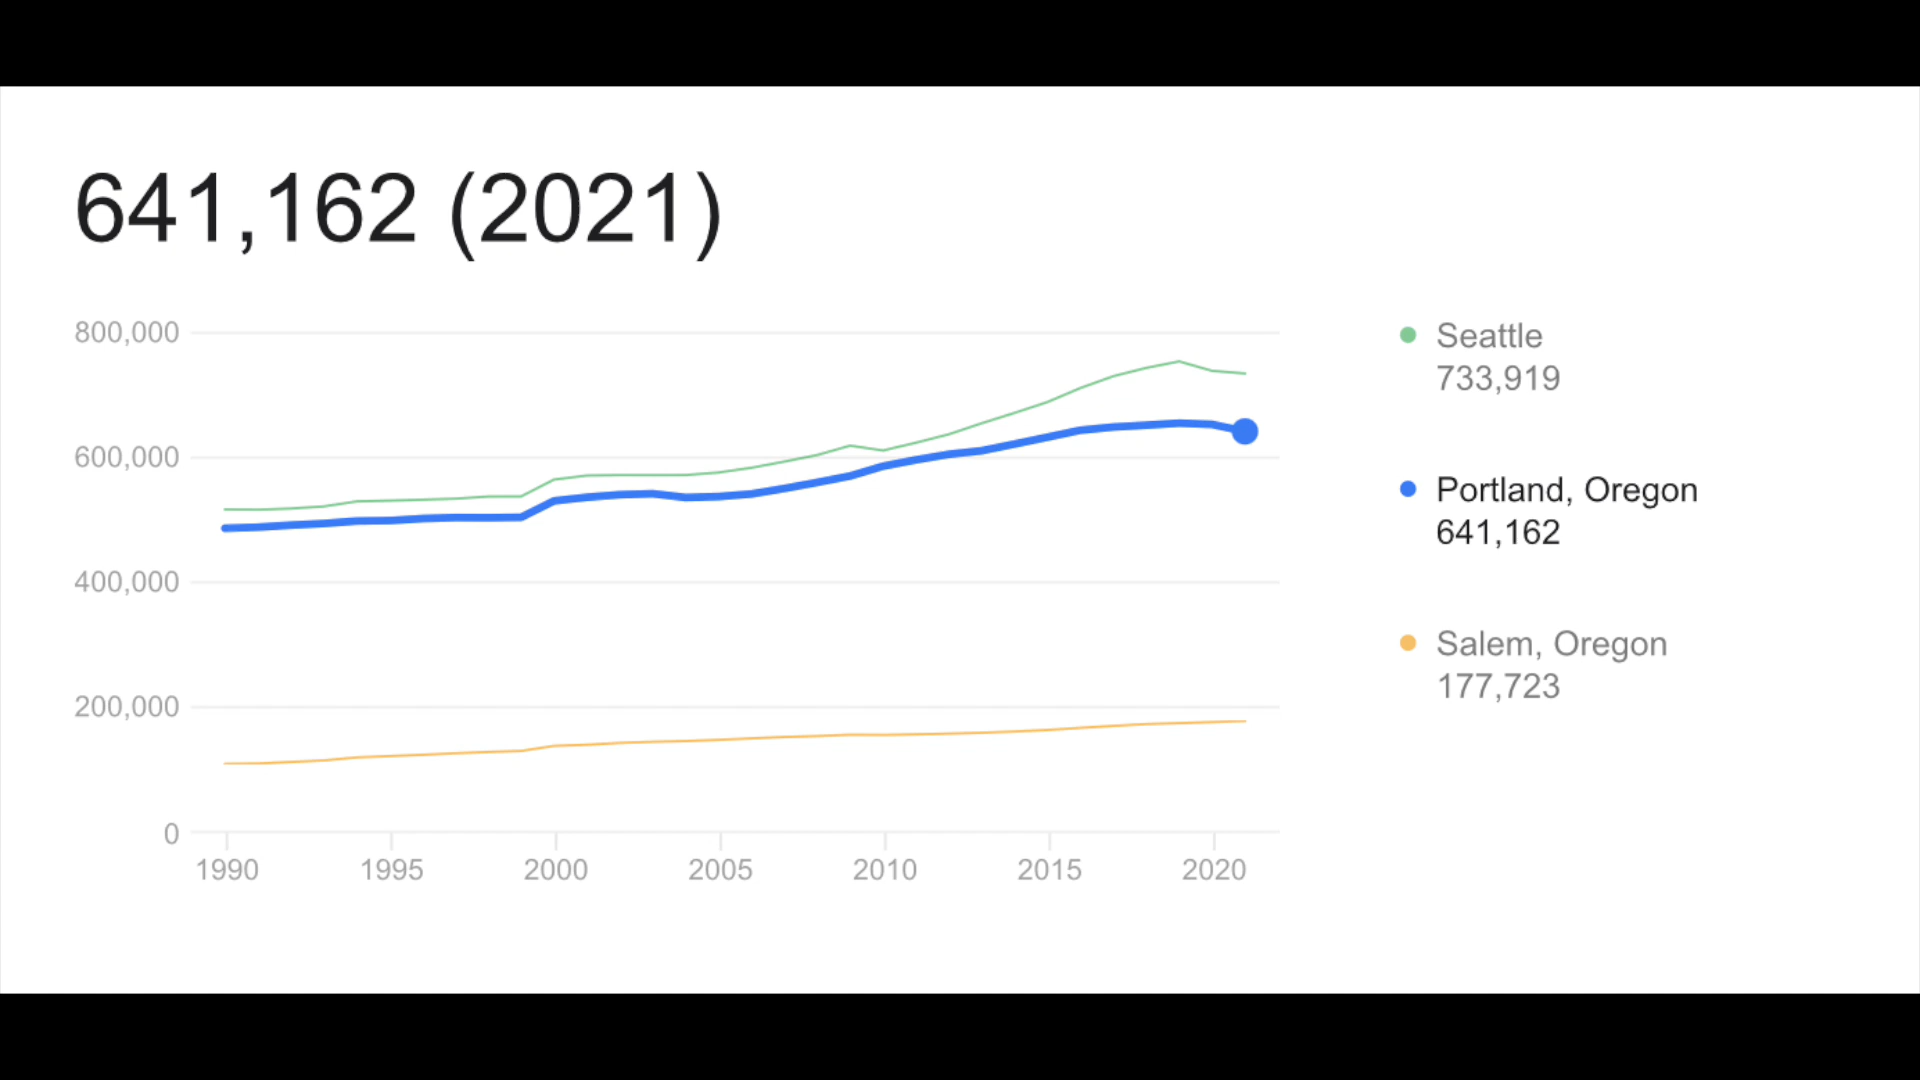 641,162 (2021)
800,000
600,000
400,000
200,000
0
1990 1995 2000 2005 2010 2015 2020
Seattle
733,919
Portland, Oregon
641,162
Salem, Oregon
177,723